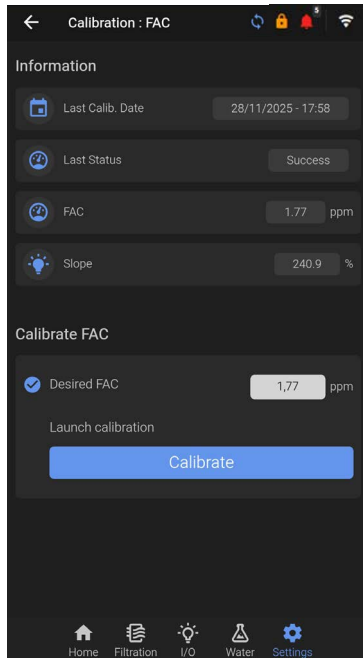 Calibration : FAC
5
Information
Last Calib. Date 28/11/2025 - 17:58
Last Status Success
FAC 1.77 ppm
Slope 240.9 %
Calibrate FAC
Desired FAC 1,77 ppm
Launch calibration
Calibrate
Home Filtration I/O Water Settings